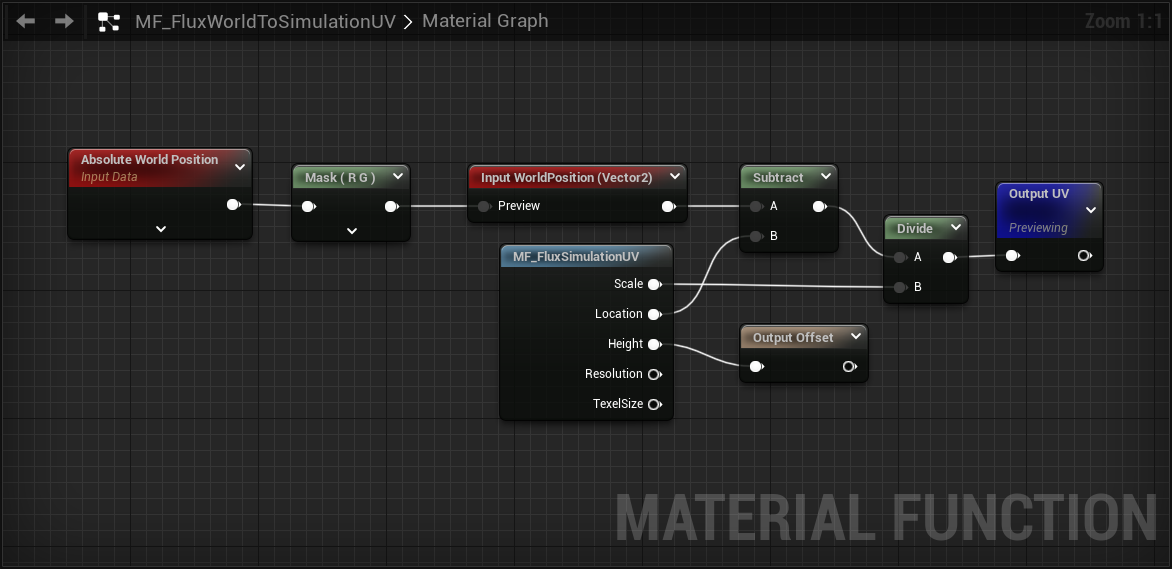 MF_FluxWorldToSimulationUV > Material Graph
Zoom 1:1
Absolute World Position
Input Data
Mask ( R G )
Input WorldPosition (Vector2)
Preview
Subtract
A
B
Output UV
Previewing
Divide
A
B
MF_FluxSimulationUV
Scale
Location
Height
Resolution
TexelSize
Output Offset
MATERIAL FUNCTION